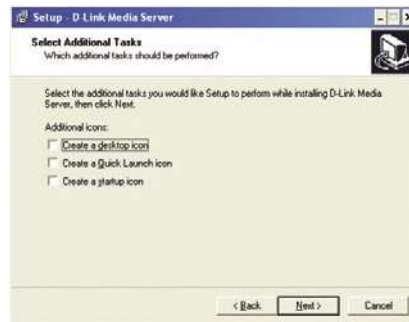 Setup - D-Link Media Server
Select Additional Tasks
Which additional tasks should be performed?
Select the additional tasks you would like Setup to perform while installing D-Link Media
Server, then click Next.
Additional icons:
Create a desktop icon
Create a Quick Launch icon
Create a startup icon
< Back
Next >
Cancel